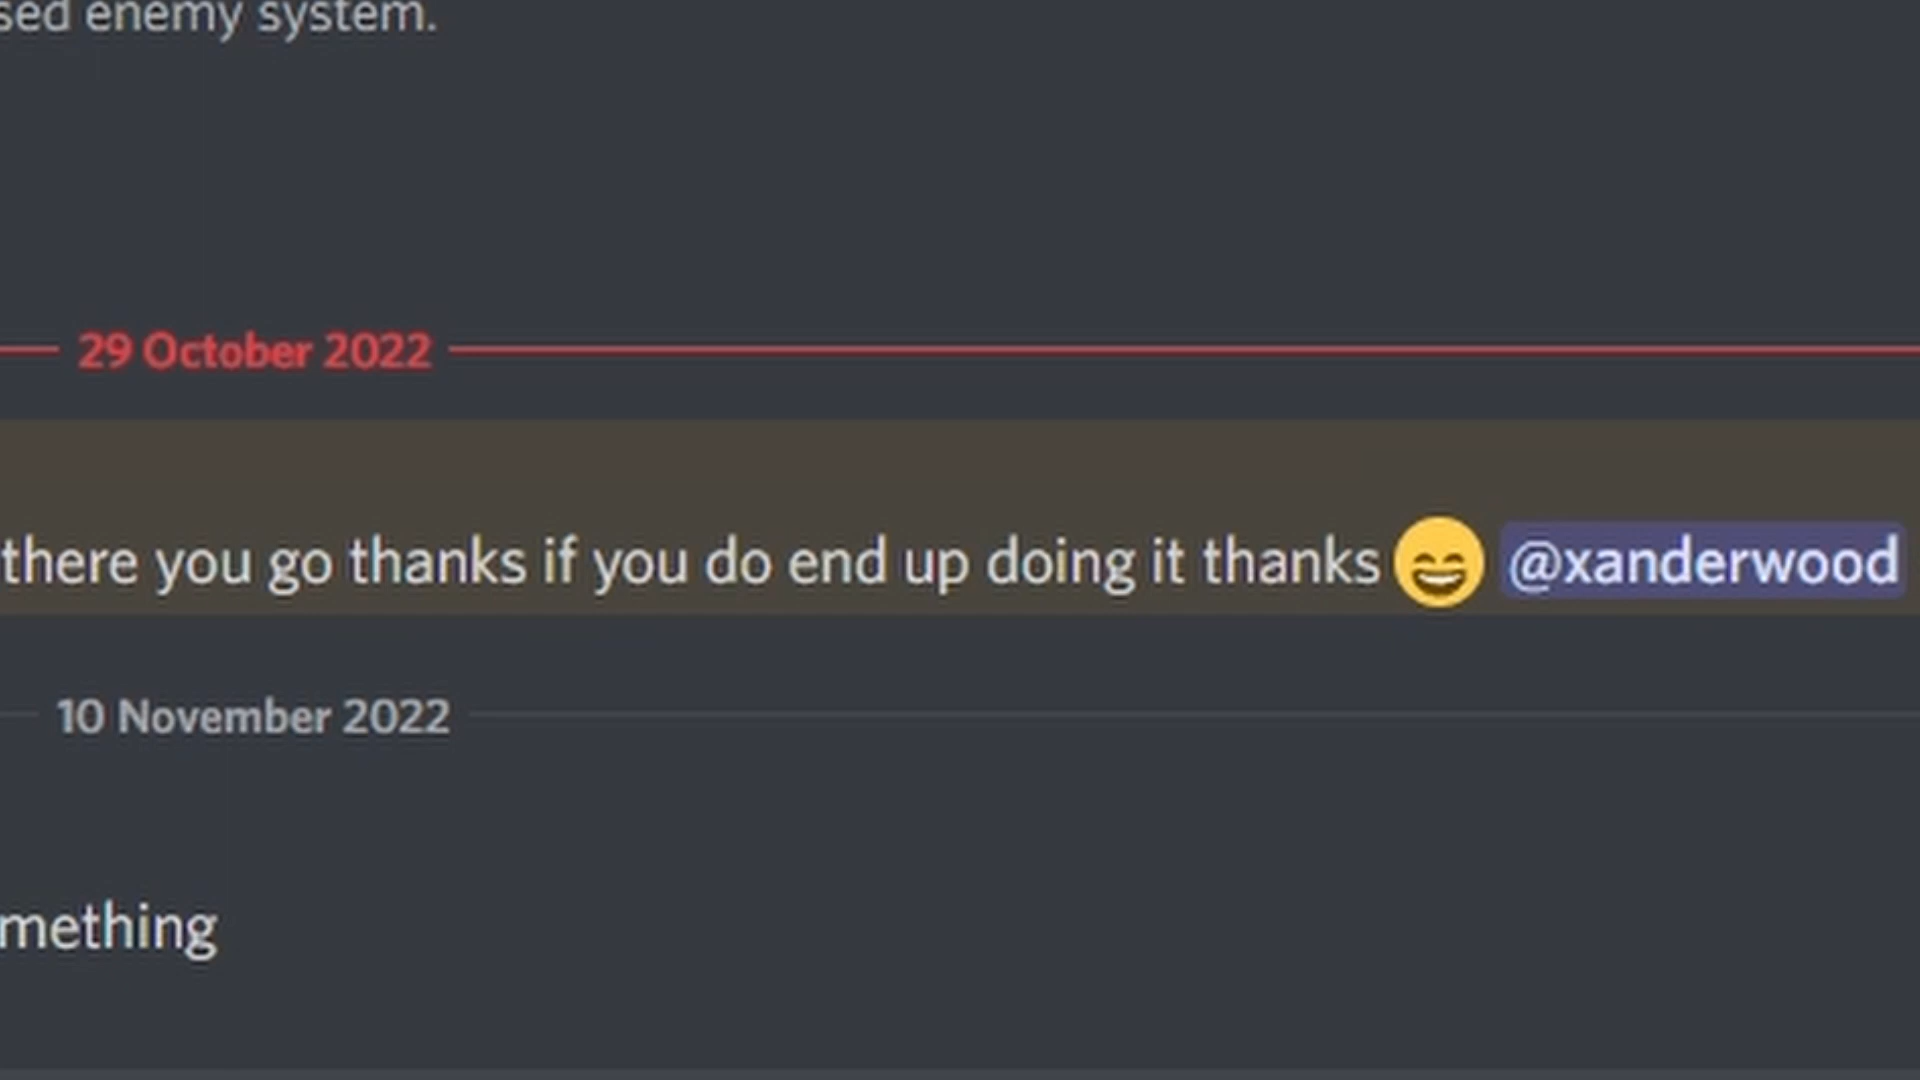 sed enemy system.
29 October 2022
there you go thanks if you do end up doing it thanks 😄 @xanderwood
10 November 2022
mething